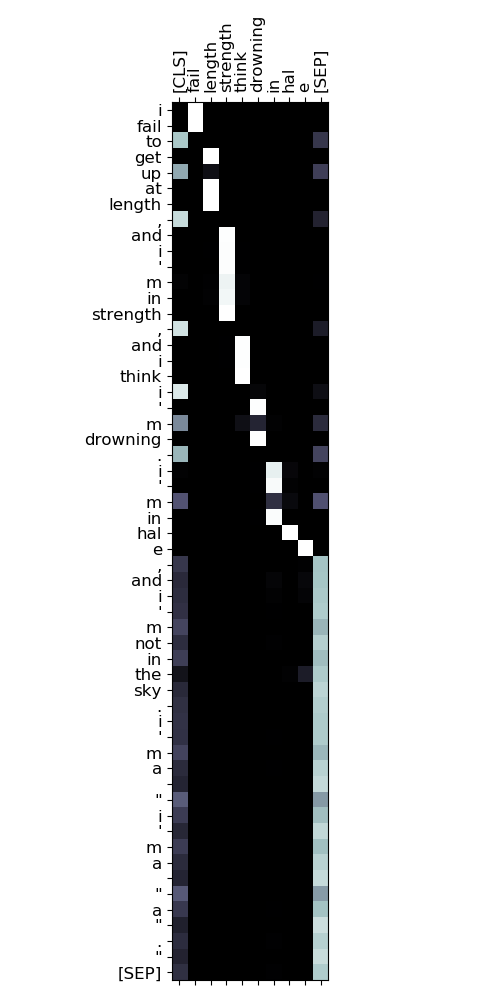 [CLS]
fail
length
strength
think
drowning
in
hal
e
[SEP]
i
fail
to
get
up
at
length
,
and
i
'
m
in
strength
,
and
i
think
i
'
m
drowning
.
i
'
m
in
hal
e
,
and
i
'
m
not
in
the
sky
.
i
'
m
a
"
i
'
m
a
"
a
"
.
"
[SEP]